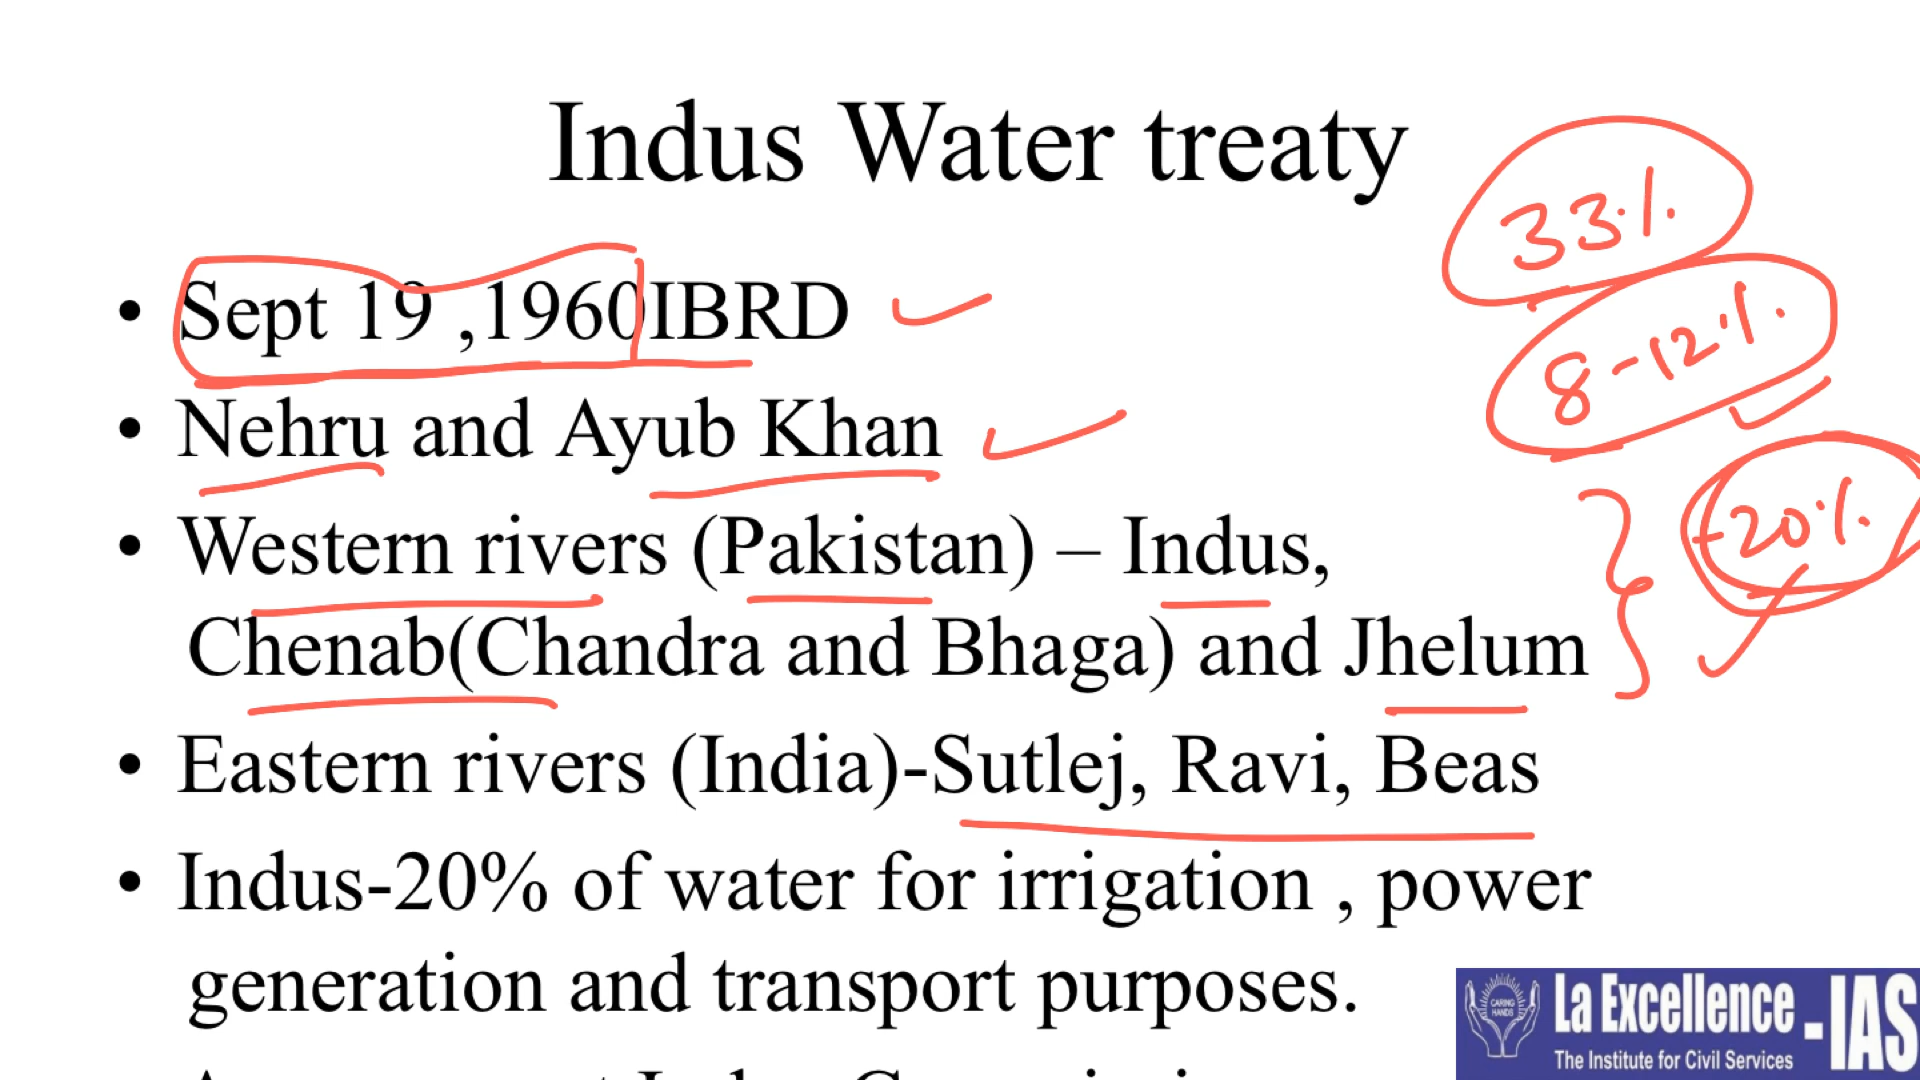 Indus Water treaty
33%
• Sept 19 ,1960IBRD
8-12%
• Nehru and Ayub Khan
• Western rivers (Pakistan) – Indus,
20%
Chenab(Chandra and Bhaga) and Jhelum
• Eastern rivers (India)-Sutlej, Ravi, Beas
• Indus-20% of water for irrigation , power
generation and transport purposes.
CARING HANDS
La Excellence -IAS
The Institute for Civil Services